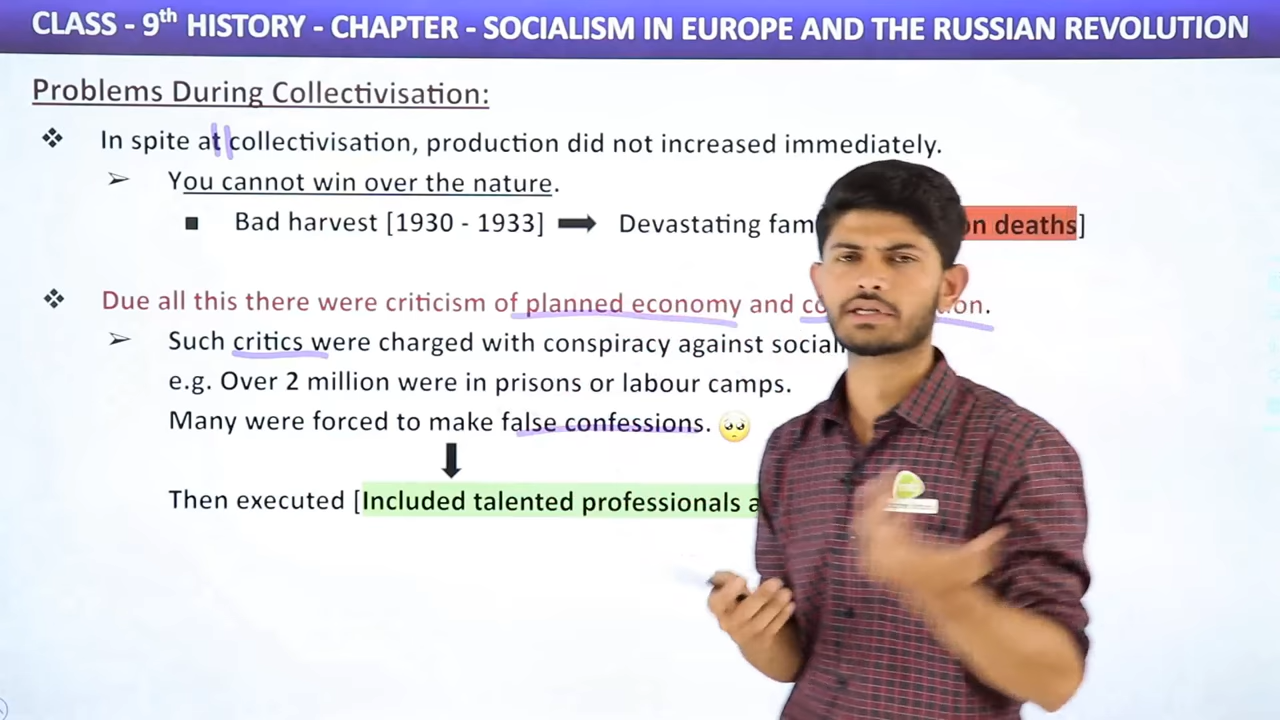 CLASS - 9th HISTORY - CHAPTER - SOCIALISM IN EUROPE AND THE RUSSIAN REVOLUTION
Problems During Collectivisation:
❖ In spite at collectivisation, production did not increased immediately.
➢ You cannot win over the nature.
■ Bad harvest [1930 - 1933] ➡ Devastating fam on deaths]
❖ Due all this there were criticism of planned economy and co on.
➢ Such critics were charged with conspiracy against social
e.g. Over 2 million were in prisons or labour camps.
Many were forced to make false confessions. 🥺
Then executed [Included talented professionals a